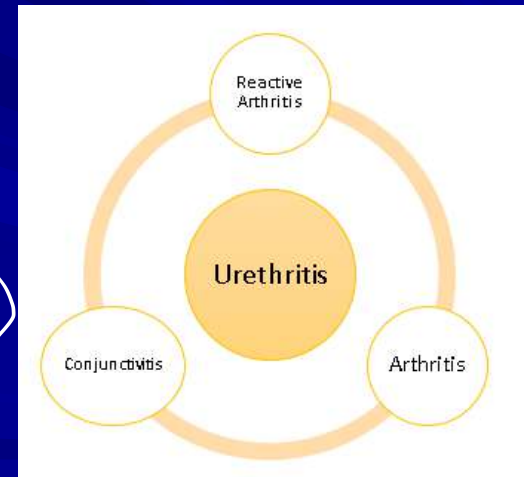 Reactive
Arthritis
Urethritis
Conjunctivitis
Arthritis